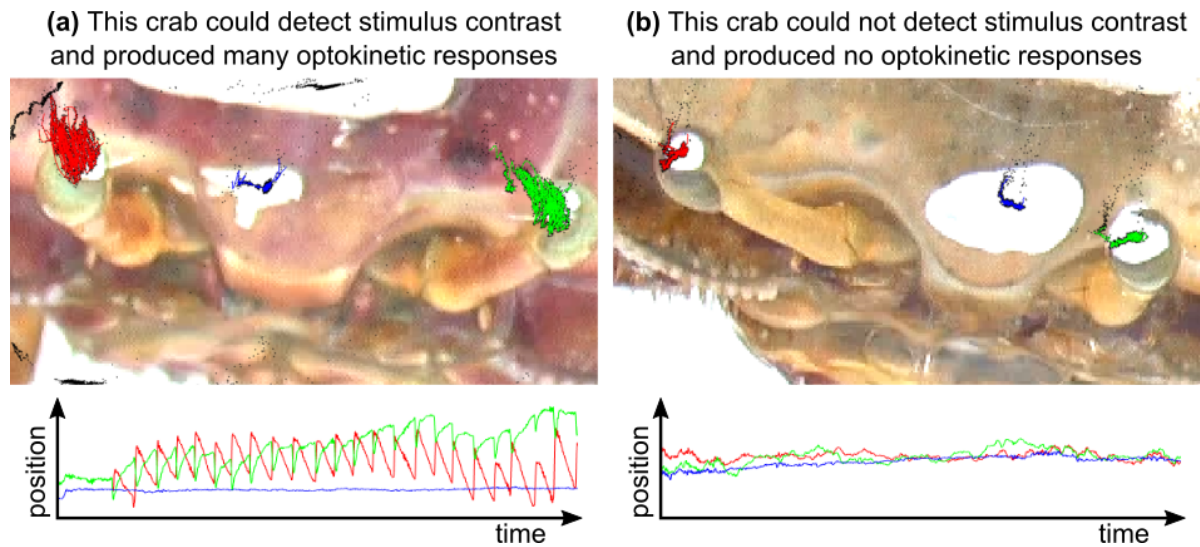 (a) This crab could detect stimulus contrast
and produced many optokinetic responses
(b) This crab could not detect stimulus contrast
and produced no optokinetic responses
position
time
position
time